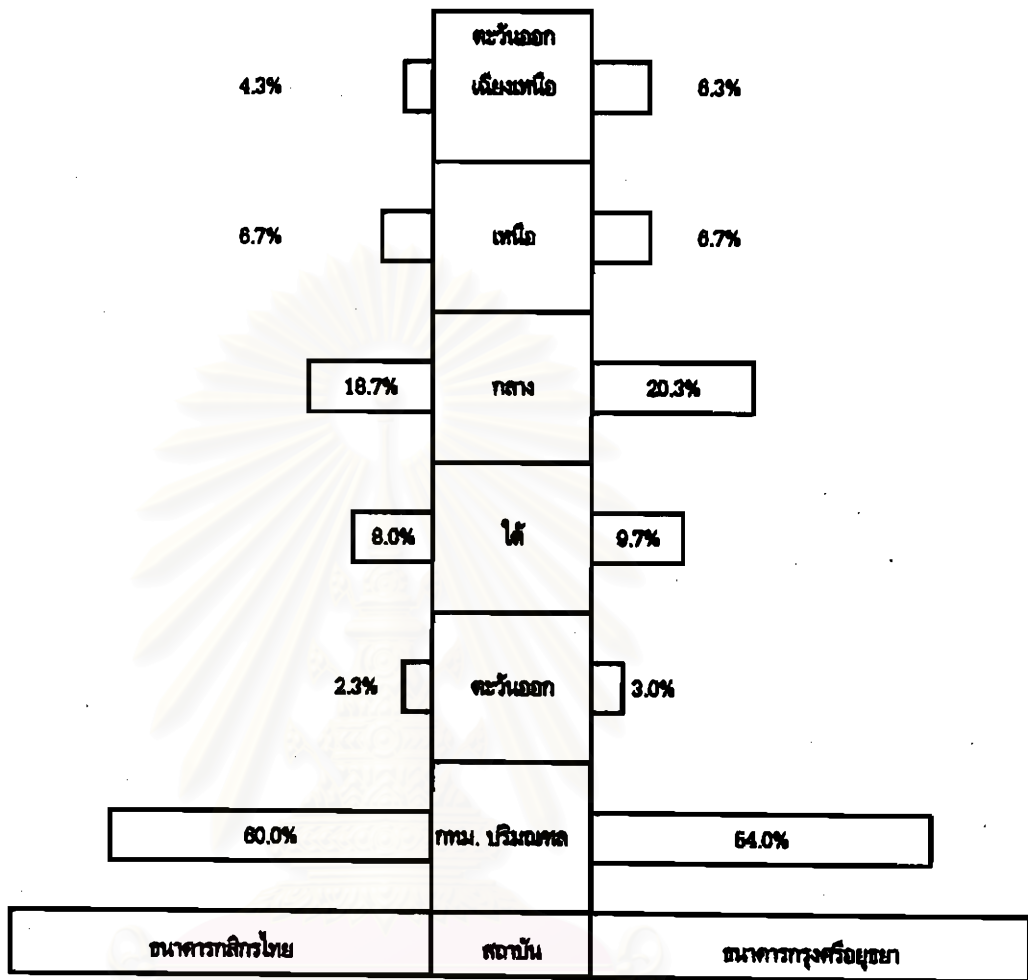 ตะวันออก
4.3% เฉียงเหนือ 6.3%
6.7% เหนือ 6.7%
18.7% กลาง 20.3%
8.0% ใต้ 9.7%
2.3% ตะวันออก 3.0%
60.0% กทม. ปริมณฑล 54.0%
ธนาคารกสิกรไทย สถาบัน ธนาคารกรุงศรีอยุธยา